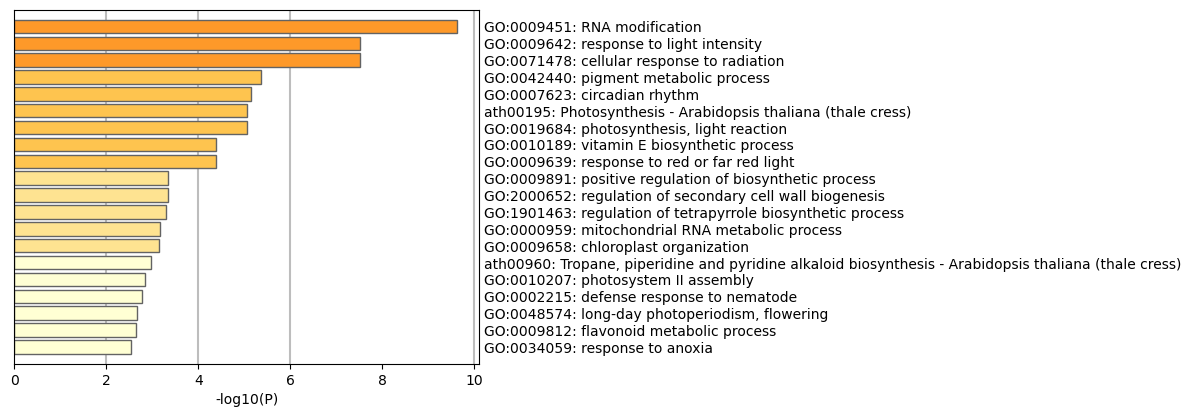 GO:0009451: RNA modification
GO:0009642: response to light intensity
GO:0071478: cellular response to radiation
GO:0042440: pigment metabolic process
GO:0007623: circadian rhythm
ath00195: Photosynthesis - Arabidopsis thaliana (thale cress)
GO:0019684: photosynthesis, light reaction
GO:0010189: vitamin E biosynthetic process
GO:0009639: response to red or far red light
GO:0009891: positive regulation of biosynthetic process
GO:2000652: regulation of secondary cell wall biogenesis
GO:1901463: regulation of tetrapyrrole biosynthetic process
GO:0000959: mitochondrial RNA metabolic process
GO:0009658: chloroplast organization
ath00960: Tropane, piperidine and pyridine alkaloid biosynthesis - Arabidopsis thaliana (thale cress)
GO:0010207: photosystem II assembly
GO:0002215: defense response to nematode
GO:0048574: long-day photoperiodism, flowering
GO:0009812: flavonoid metabolic process
GO:0034059: response to anoxia
0 2 4 6 8 10
-log10(P)